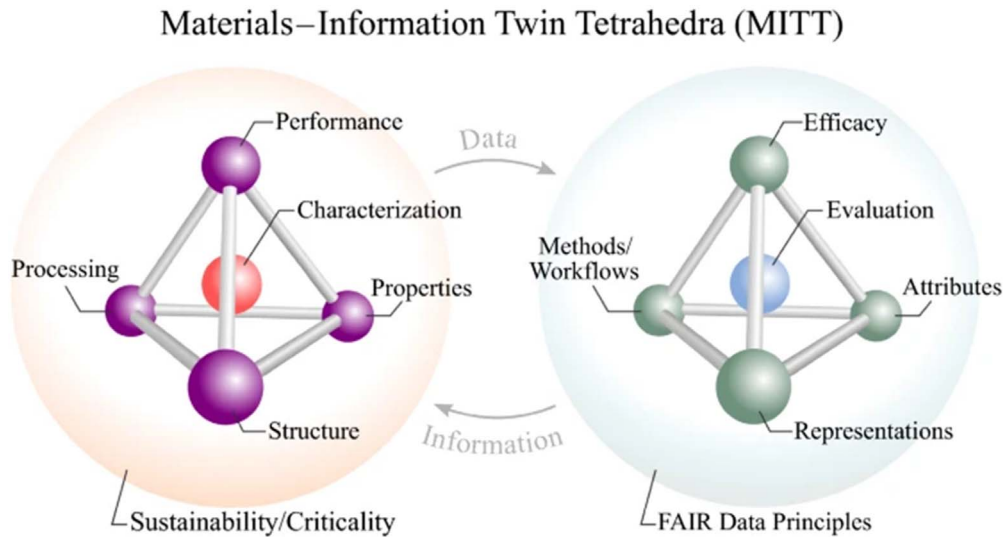 Materials–Information Twin Tetrahedra (MITT)
Performance
Characterization
Processing
Properties
Structure
Sustainability/Criticality
Data
Information
Efficacy
Evaluation
Methods/
Workflows
Attributes
Representations
FAIR Data Principles